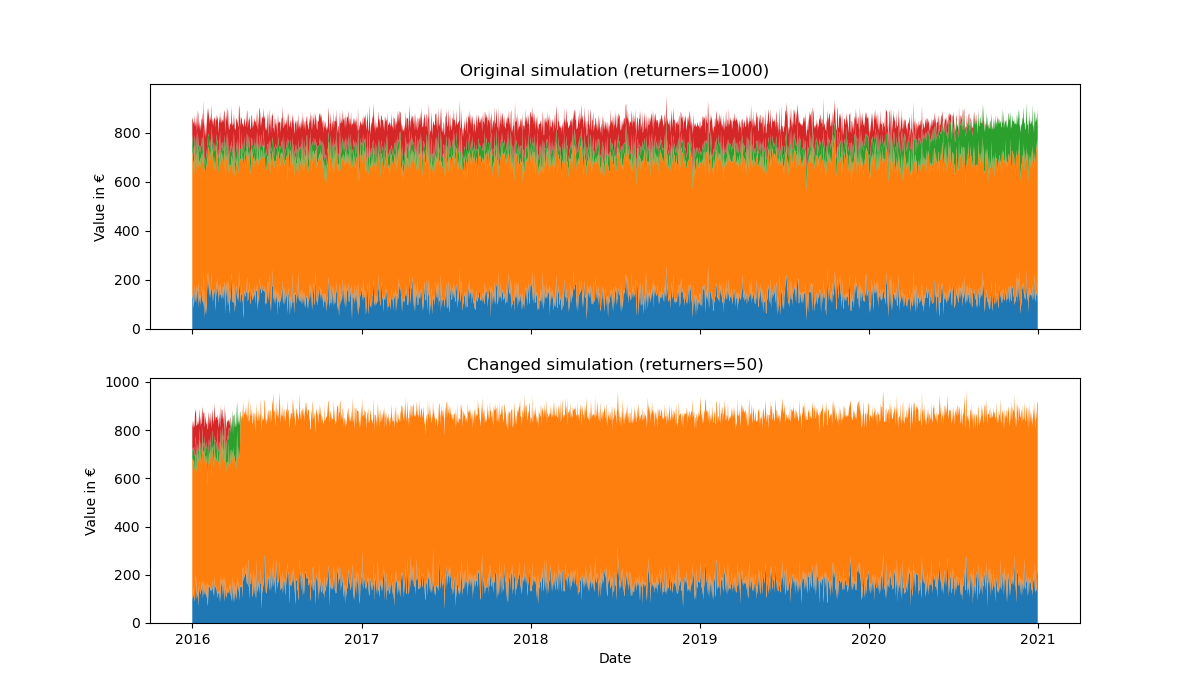 Original simulation (returners=1000)
Value in €
800
600
400
200
0
Changed simulation (returners=50)
Value in €
1000
800
600
400
200
0
2016 2017 2018 2019 2020 2021
Date